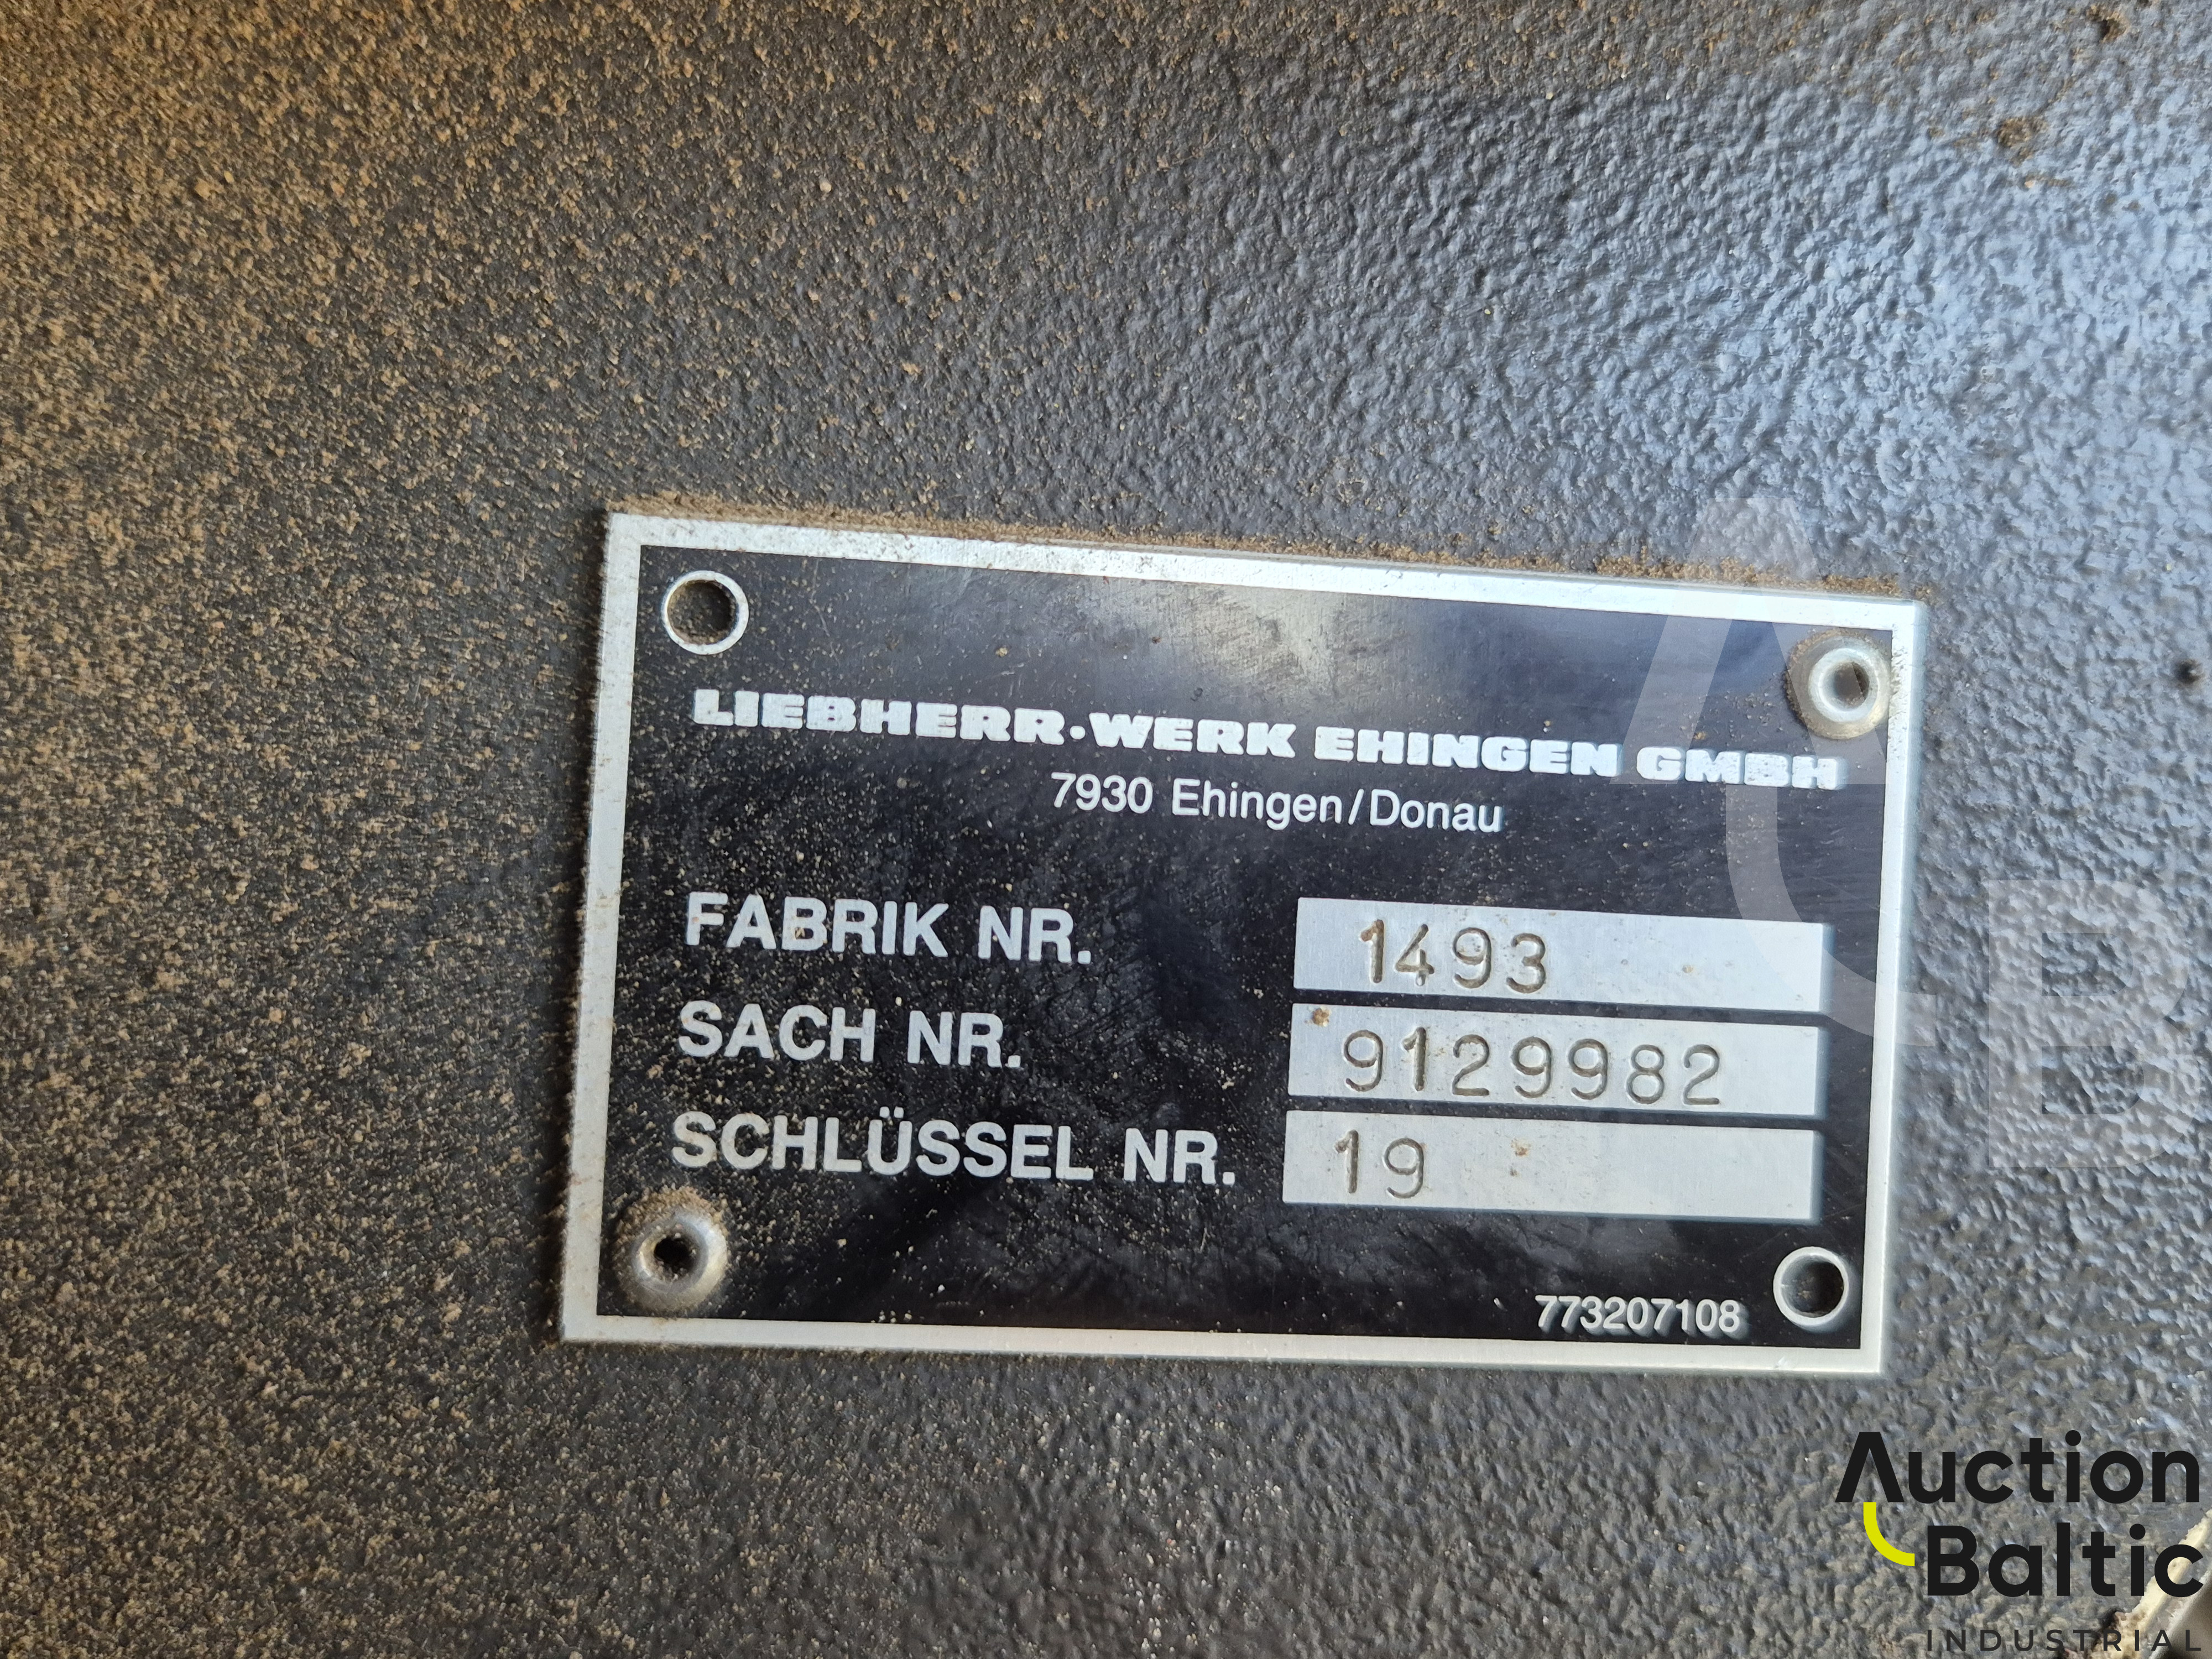 LIEBHERR-WERK EHINGEN GMBH
7930 Ehingen/Donau
FABRIK NR. 1493
SACH NR. 9129982
SCHLÜSSEL NR. 19
773207108
Auction
Baltic
INDUSTRIAL